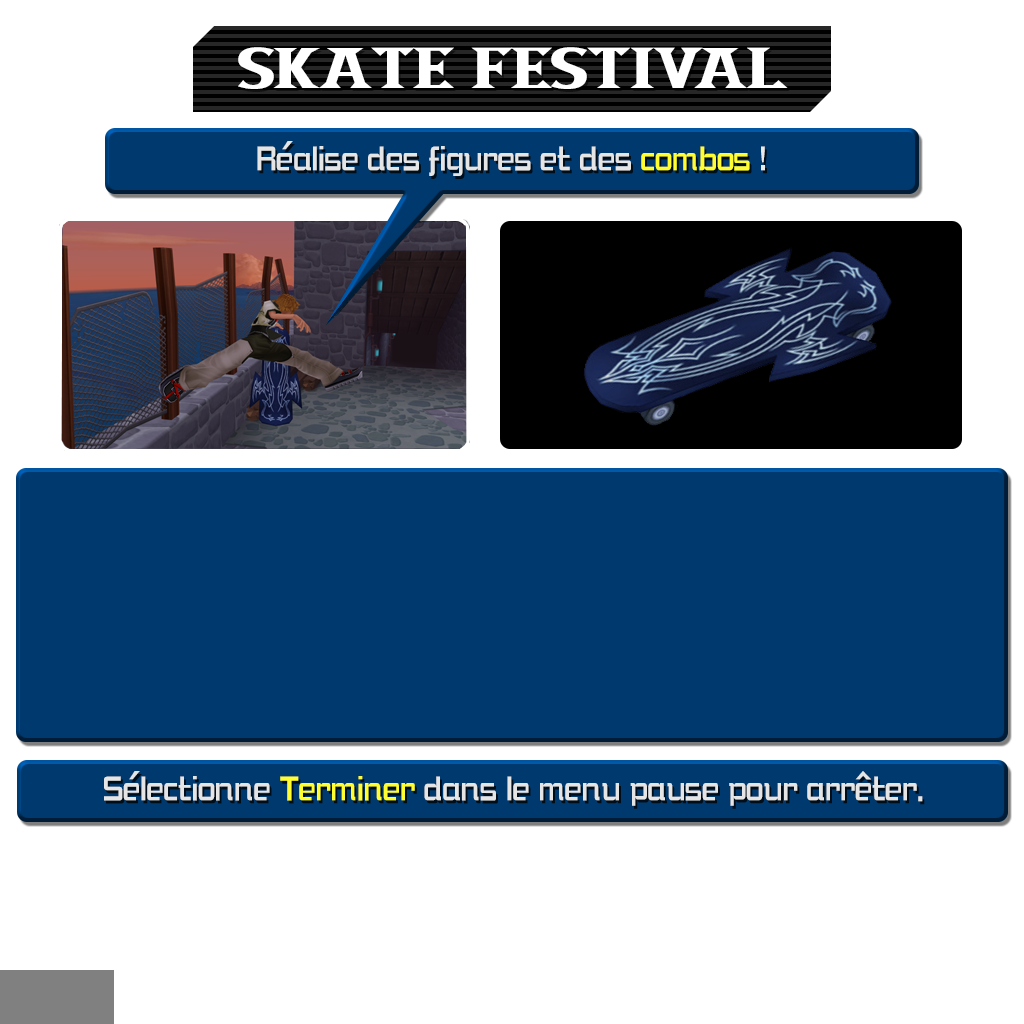 SKATE FESTIVAL
Réalise des figures et des combos !
Sélectionne Terminer dans le menu pause pour arrêter.